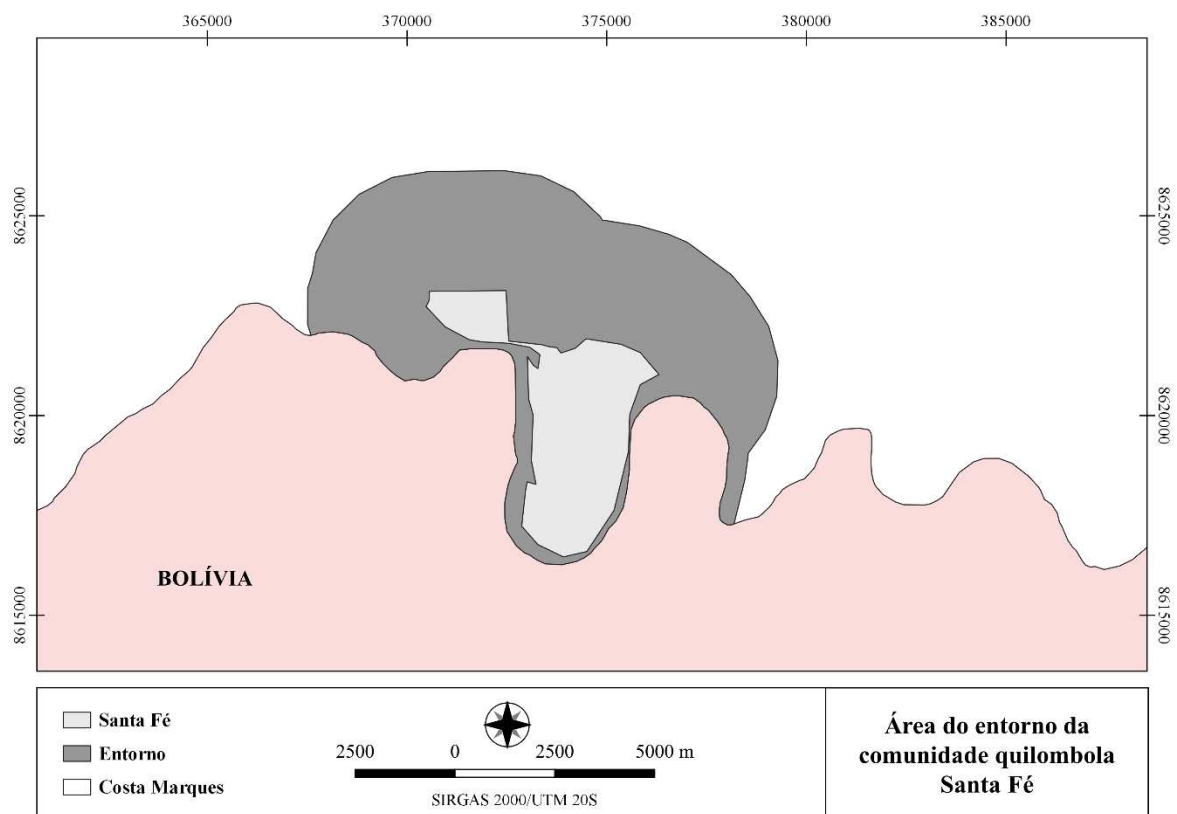 365000 370000 375000 380000 385000
8625000 8625000
8620000 8620000
8615000 8615000
BOLÍVIA
Santa Fé
Entorno
Costa Marques
2500 0 2500 5000 m
SIRGAS 2000/UTM 20S
Área do entorno da
comunidade quilombola
Santa Fé